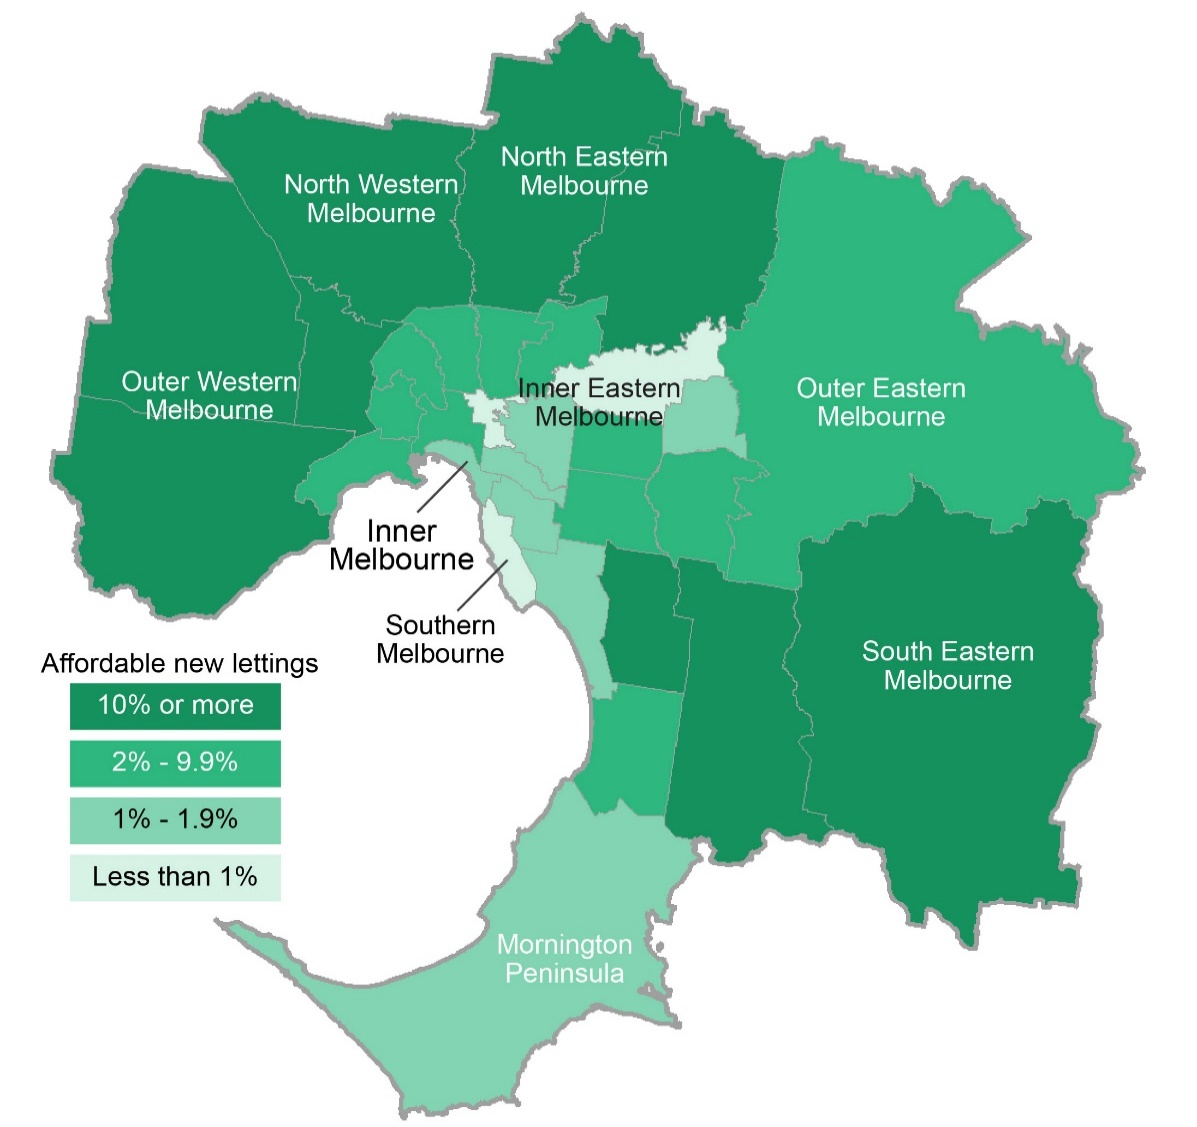 North Eastern
Melbourne
North Western
Melbourne
Outer Western
Melbourne
Inner Eastern
Melbourne
Outer Eastern
Melbourne
Inner
Melbourne
Southern
Melbourne
South Eastern
Melbourne
Affordable new lettings
10% or more
2% - 9.9%
1% - 1.9%
Less than 1%
Mornington
Peninsula